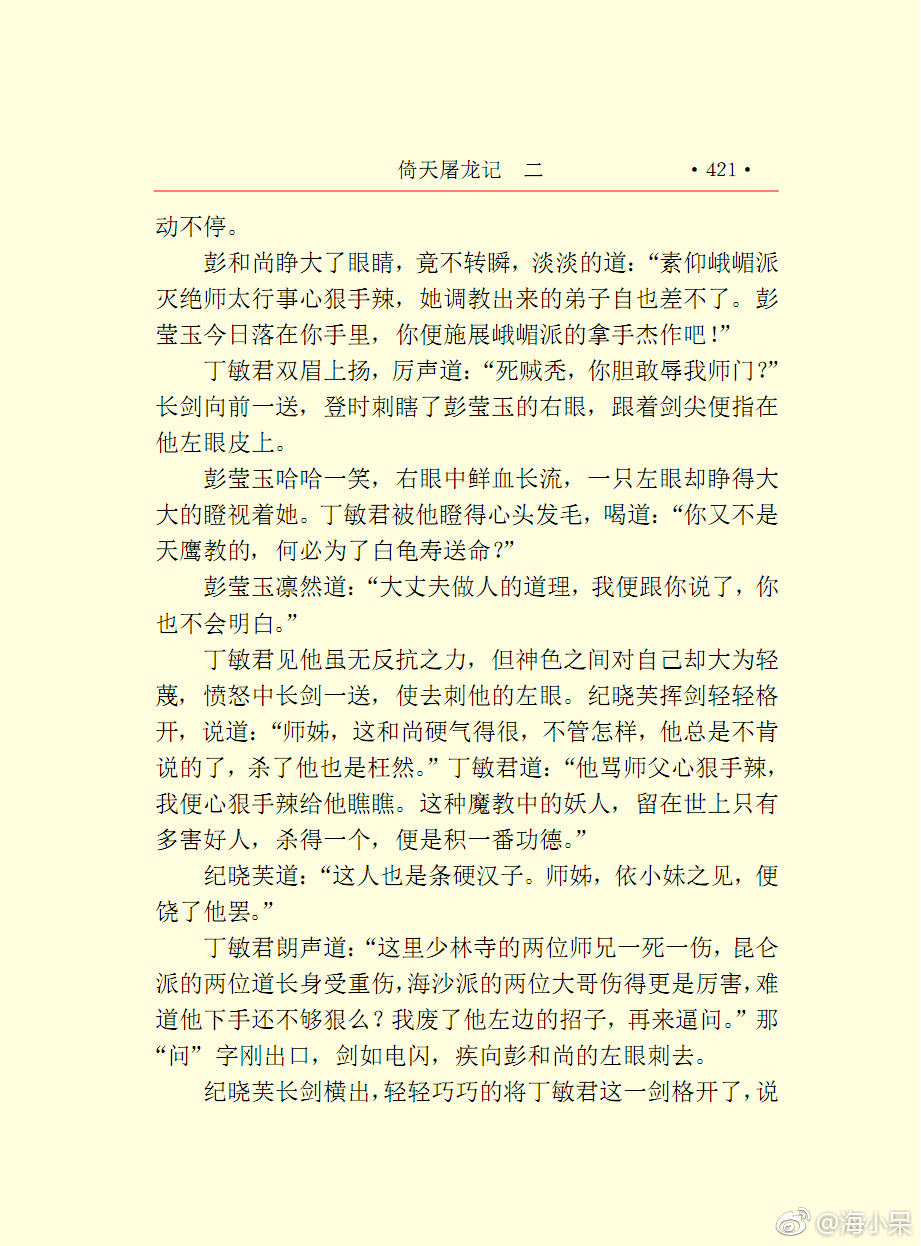 倚天屠龙记　二　·421·
动不停。
彭和尚睁大了眼睛，竟不转瞬，淡淡的道：“素仰峨嵋派
灭绝师太行事心狠手辣，她调教出来的弟子自也差不了。彭
莹玉今日落在你手里，你便施展峨嵋派的拿手杰作吧！”
丁敏君双眉上扬，厉声道：“死贼秃，你胆敢辱我师门？”
长剑向前一送，登时刺瞎了彭莹玉的右眼，跟着剑尖便指在
他左眼皮上。
彭莹玉哈哈一笑，右眼中鲜血长流，一只左眼却睁得大
大的瞪视着她。丁敏君被他瞪得心头发毛，喝道：“你又不是
天鹰教的，何必为了白龟寿送命？”
彭莹玉凛然道：“大丈夫做人的道理，我便跟你说了，你
也不会明白。”
丁敏君见他虽无反抗之力，但神色之间对自己却大为轻
蔑，愤怒中长剑一送，使去刺他的左眼。纪晓芙挥剑轻轻格
开，说道：“师姊，这和尚硬气得很，不管怎样，他总是不肯
说的了，杀了他也是枉然。”丁敏君道：“他骂师父心狠手辣，
我便心狠手辣给他瞧瞧。这种魔教中的妖人，留在世上只有
多害好人，杀得一个，便是积一番功德。”
纪晓芙道：“这人也是条硬汉子。师姊，依小妹之见，便
饶了他罢。”
丁敏君朗声道：“这里少林寺的两位师兄一死一伤，昆仑
派的两位道长身受重伤，海沙派的两位大哥伤得更是厉害，难
道他下手还不够狠么？我废了他左边的招子，再来逼问。”那
“问”字刚出口，剑如电闪，疾向彭和尚的左眼刺去。
纪晓芙长剑横出，轻轻巧巧的将丁敏君这一剑格开了，说
@海小呆